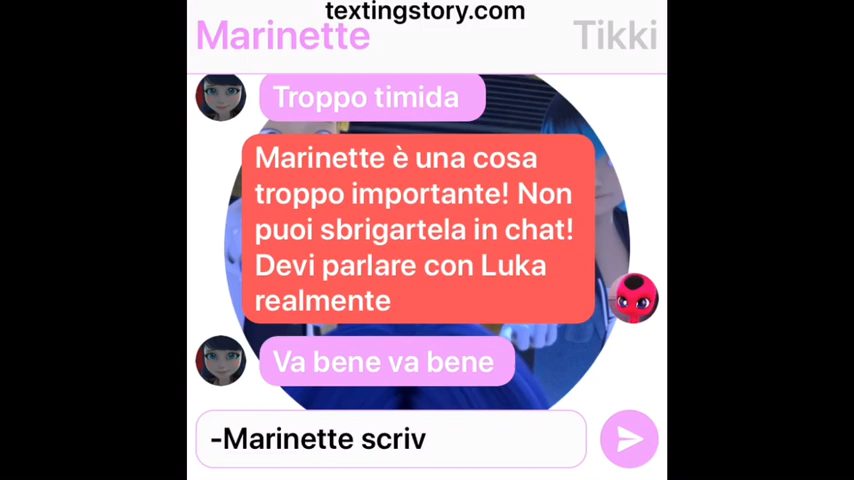 textingstory.com
Marinette
Tikki
Troppo timida
Marinette è una cosa
troppo importante! Non
puoi sbrigartela in chat!
Devi parlare con Luka
realmente
Va bene va bene
-Marinette scriv